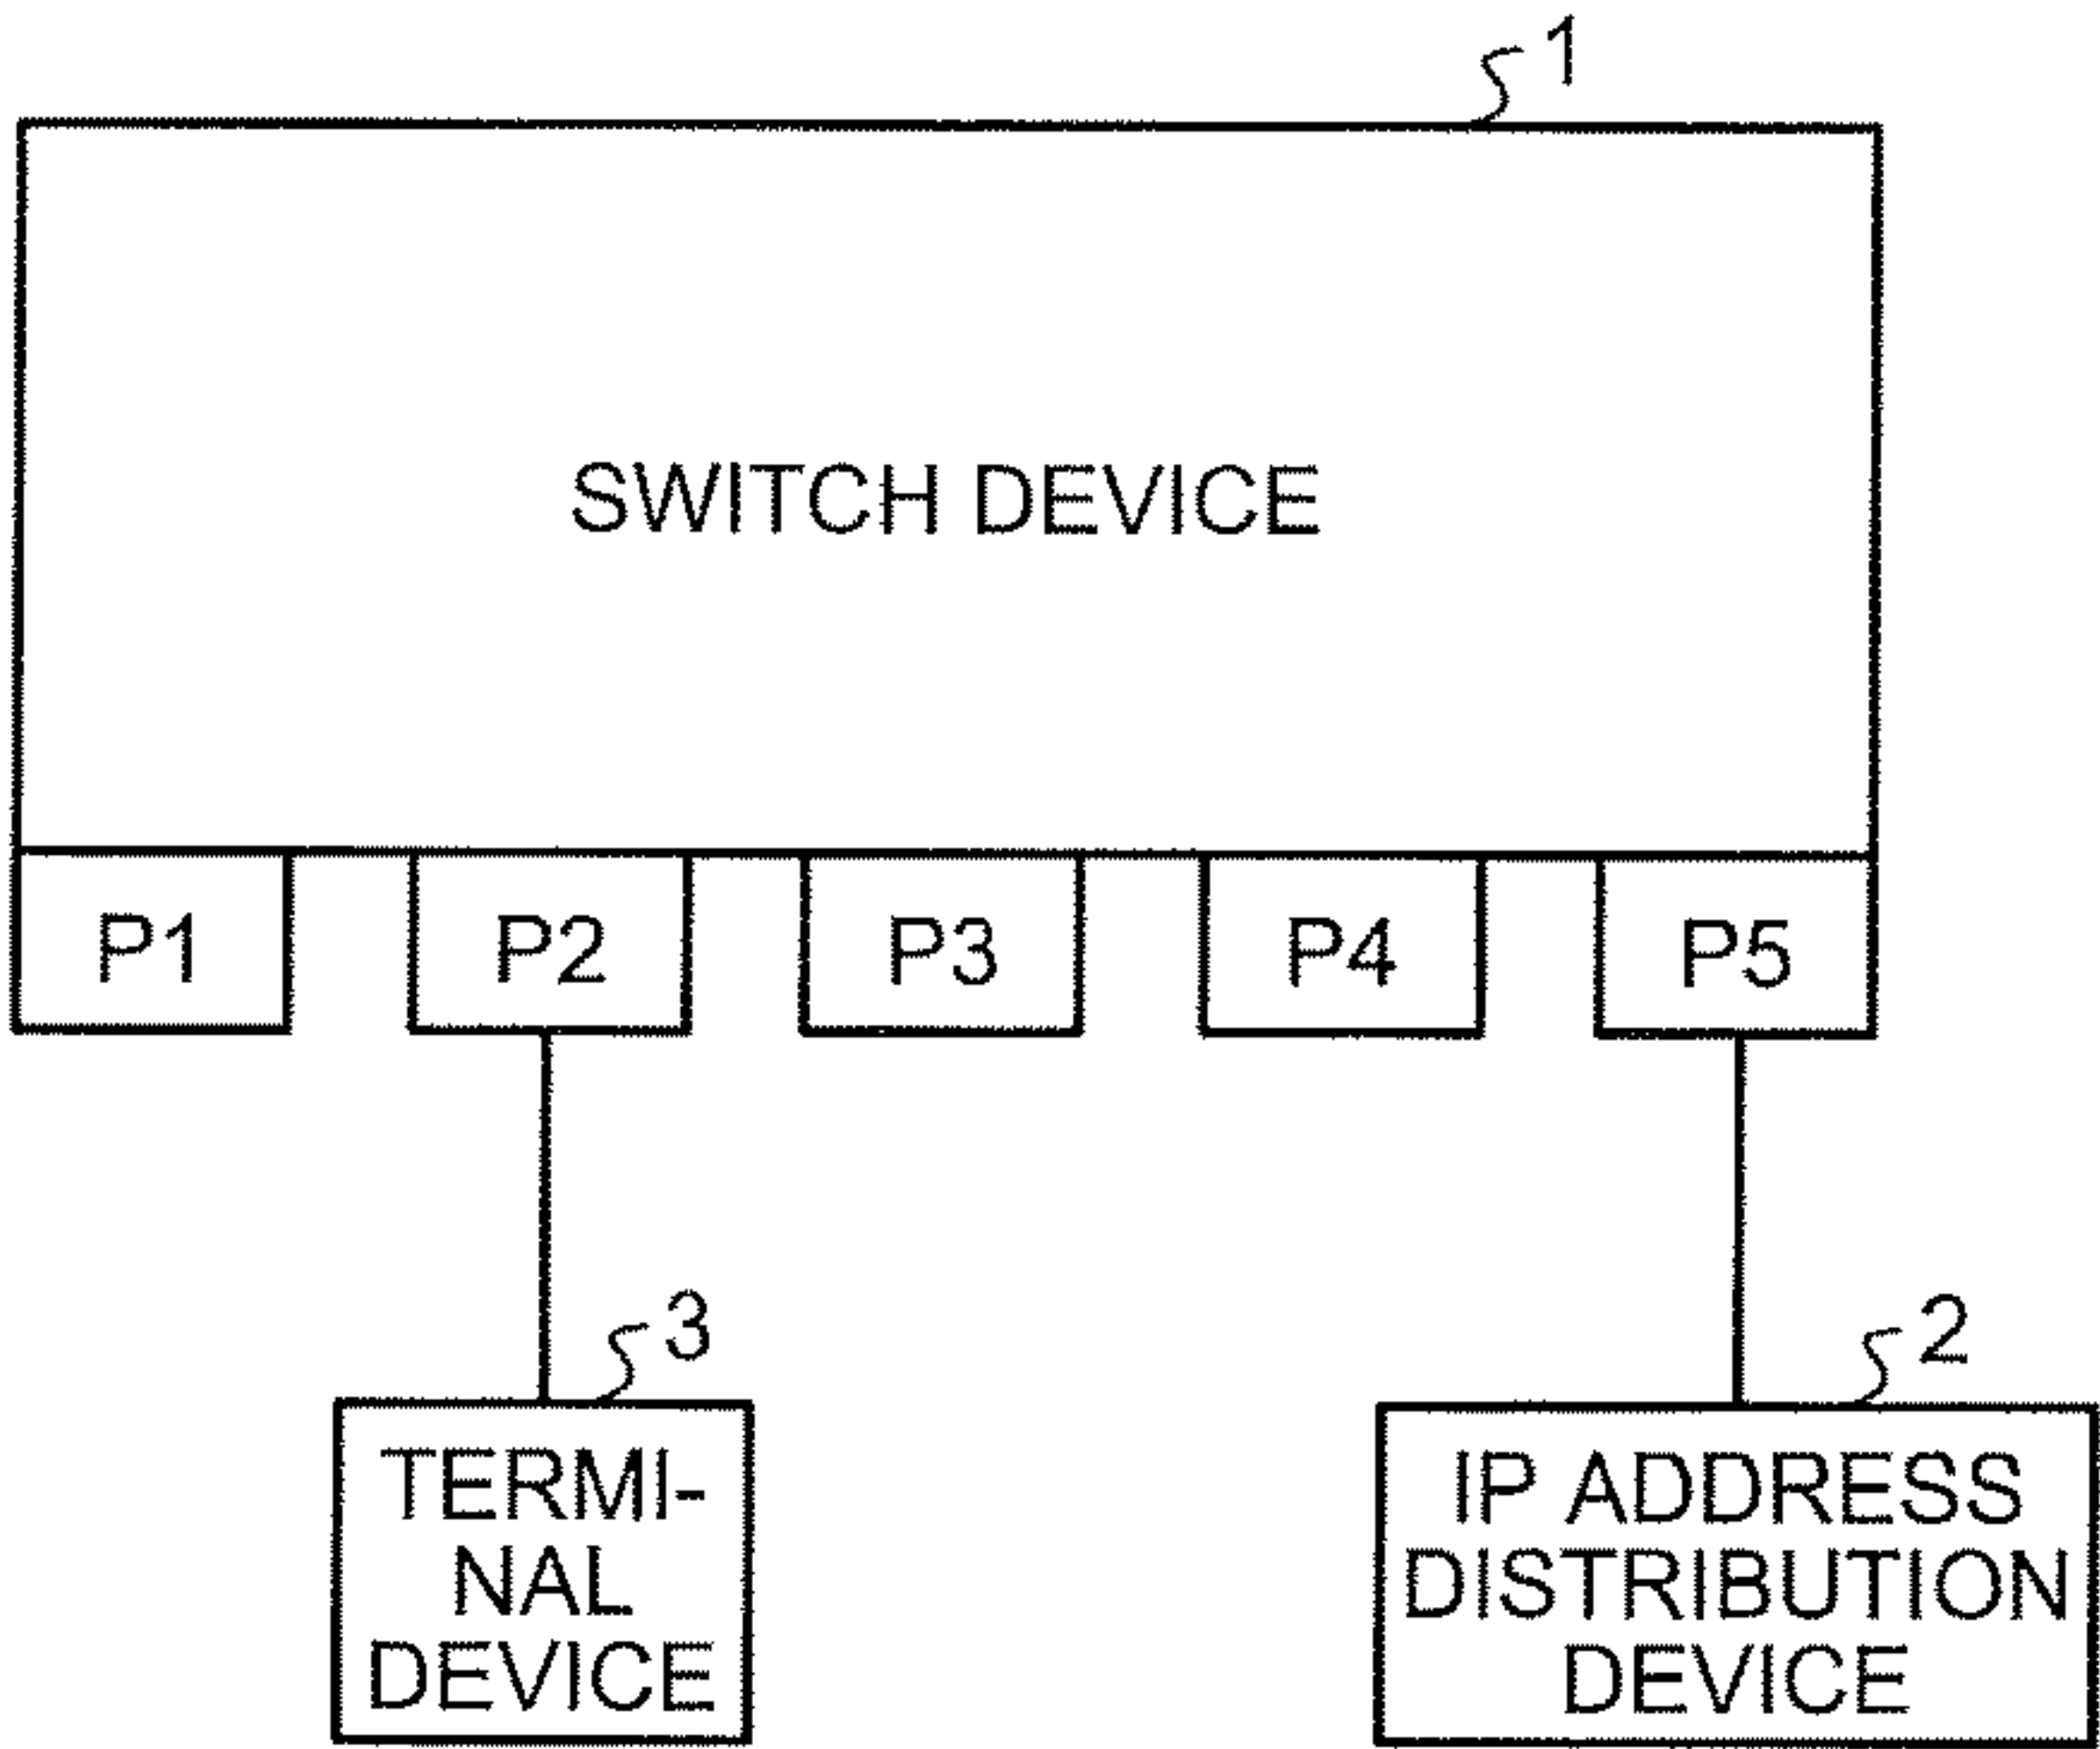 1
SWITCH DEVICE
P1 P2 P3 P4 P5
3
TERMI-
NAL
DEVICE
2
IP ADDRESS
DISTRIBUTION
DEVICE